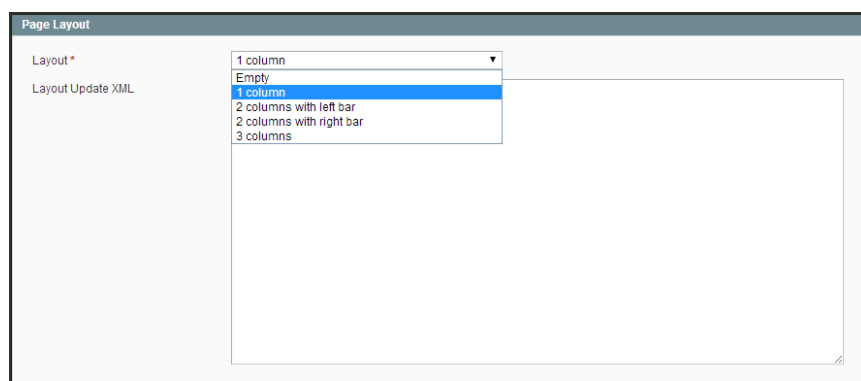 Page Layout
Layout * 1 column
Empty
Layout Update XML 1 column
2 columns with left bar
2 columns with right bar
3 columns